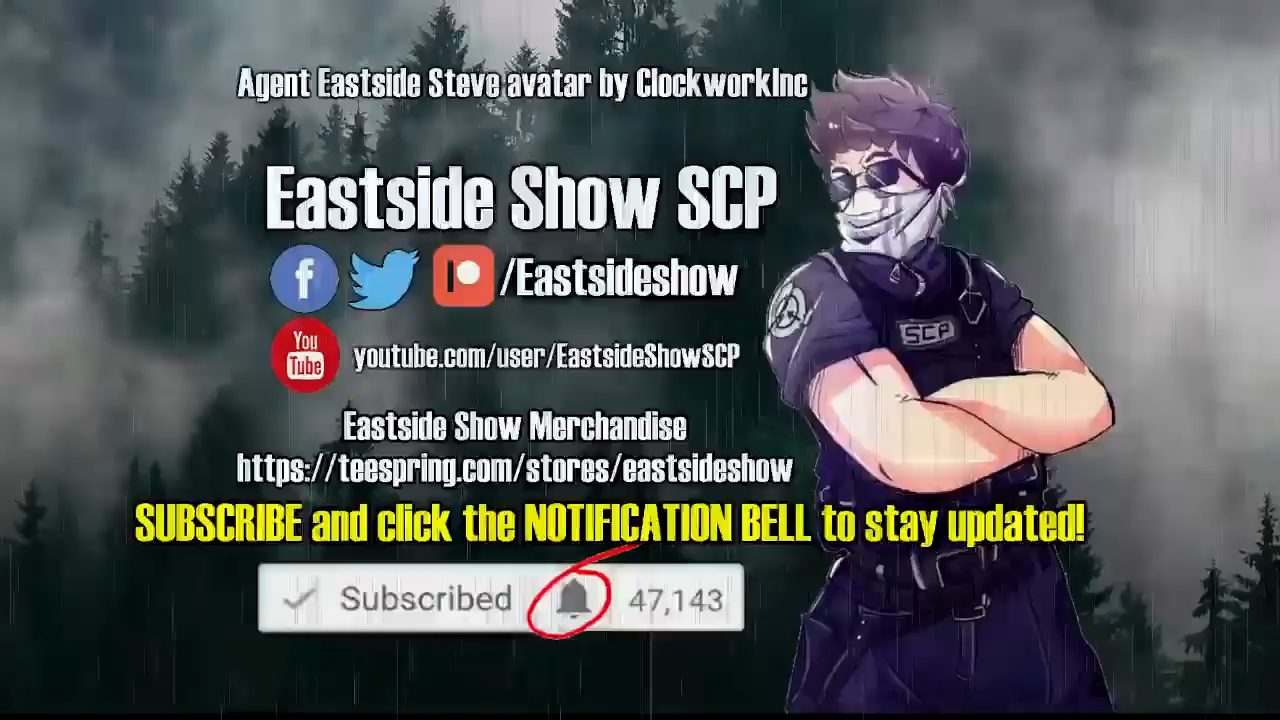 Agent Eastside Steve avatar by ClockworkInc
Eastside Show SCP
f /Eastsideshow
You
Tube
youtube.com/user/EastsideShowSCP
SCP
Eastside Show Merchandise
https://teespring.com/stores/eastsideshow
SUBSCRIBE and click the NOTIFICATION BELL to stay updated!
Subscribed 47,143